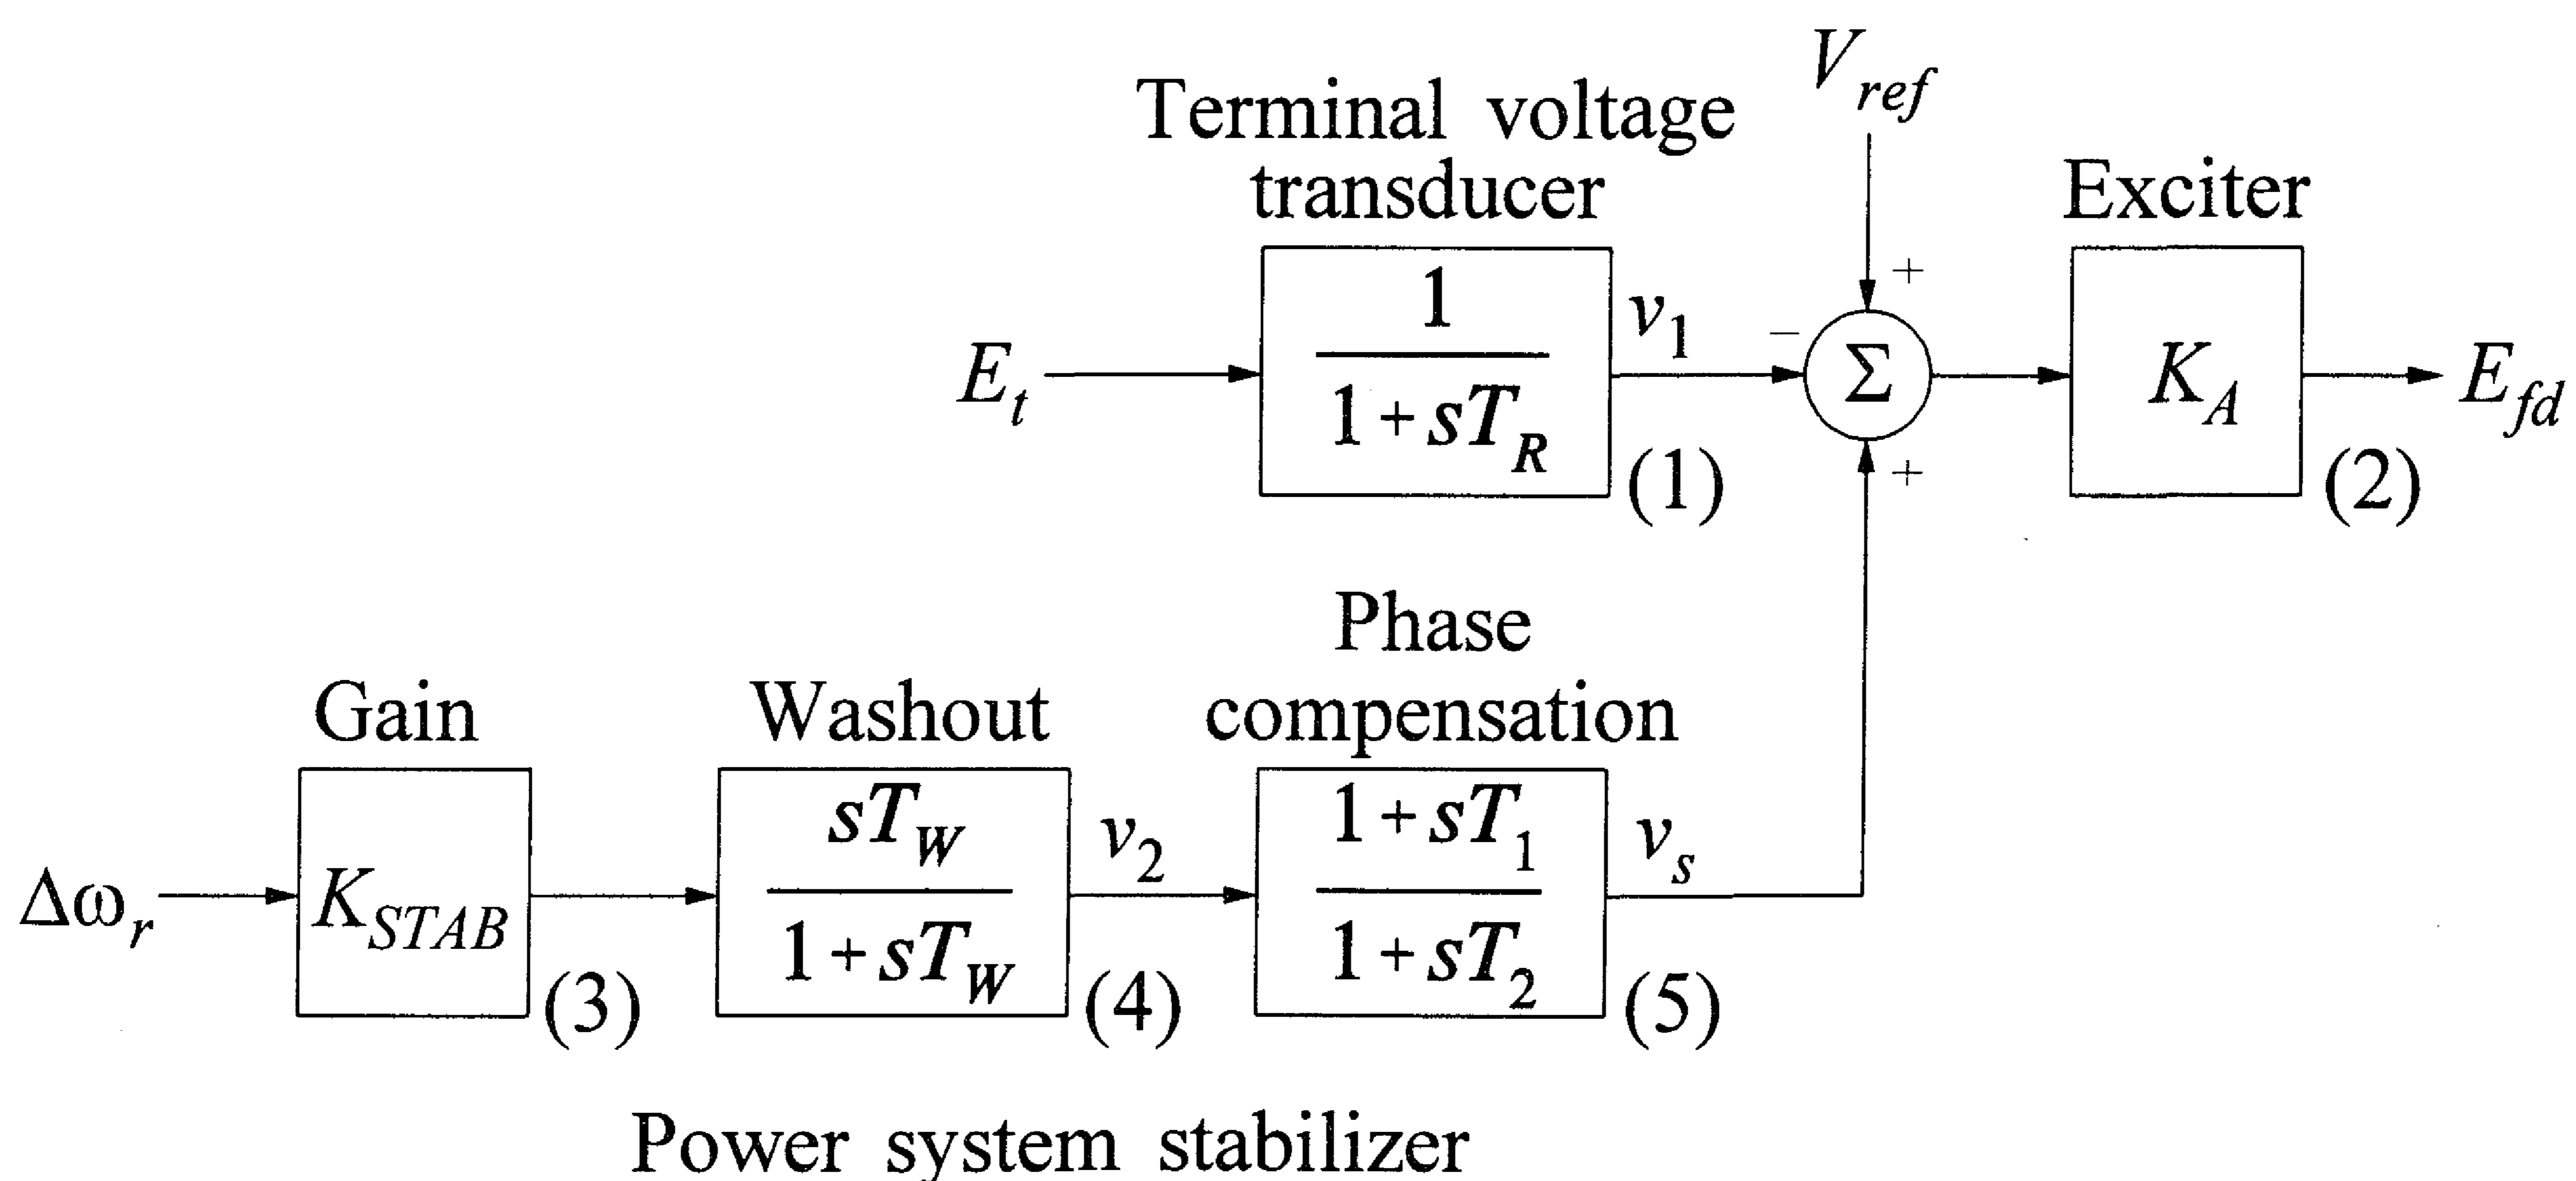 V_ref
Terminal voltage
transducer
Exciter
+
E_t
1
1 + sT_R
(1)
v_1
−
Σ
K_A
(2)
E_fd
+
Phase
Gain
Washout
compensation
Δω_r
K_STAB
(3)
sT_W
1 + sT_W
(4)
v_2
1 + sT_1
1 + sT_2
(5)
v_s
Power system stabilizer